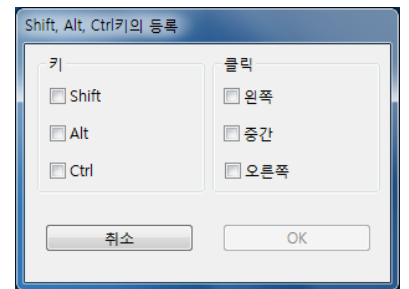 Shift, Alt, Ctrl키의 등록
키
Shift
Alt
Ctrl
클릭
왼쪽
중간
오른쪽
취소
OK